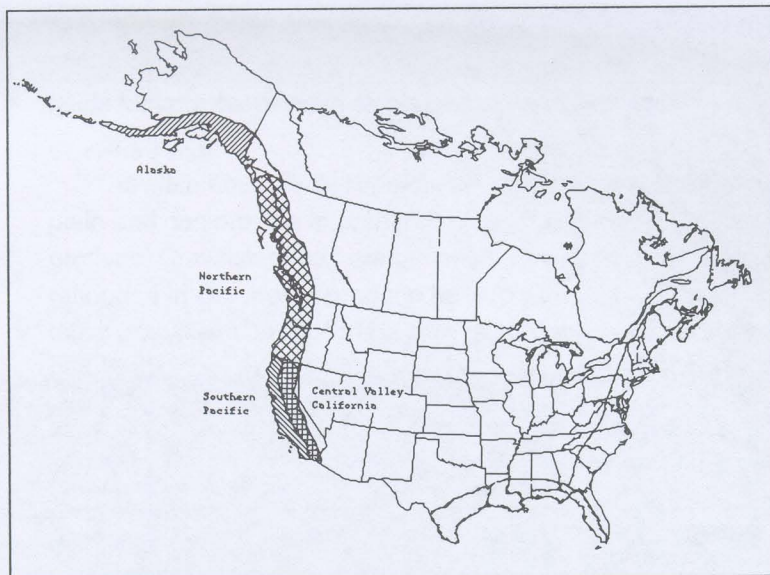 Alaska
Northern
Pacific
Southern
Pacific
Central Valley
California